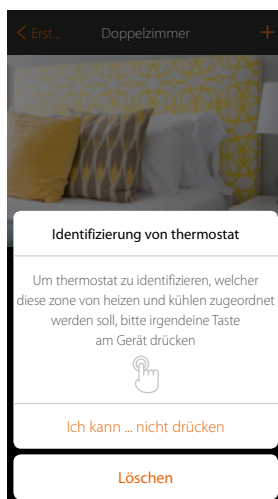 < Erst... Doppelzimmer +
Identifizierung von thermostat
Um thermostat zu identifizieren, welcher
diese zone von heizen und kühlen zugeordnet
werden soll, bitte irgendeine Taste
am Gerät drücken
Ich kann ... nicht drücken
Löschen